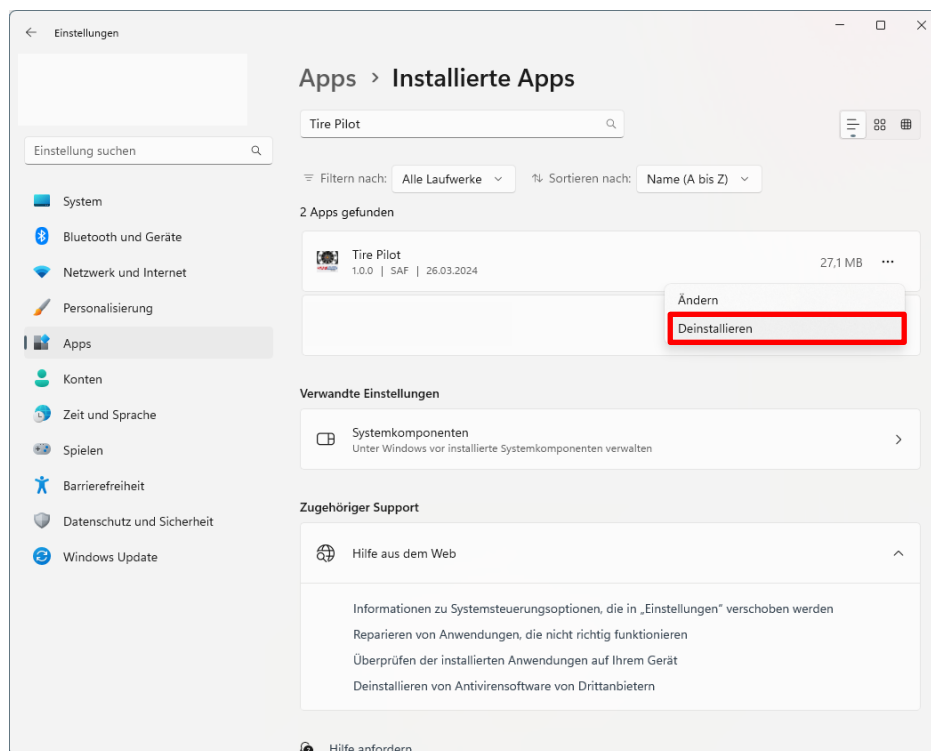 Einstellungen
Apps > Installierte Apps
Tire Pilot
Einstellung suchen
Filtern nach: Alle Laufwerke Sortieren nach: Name (A bis Z)
2 Apps gefunden
System
Bluetooth und Geräte
Netzwerk und Internet
Personalisierung
Apps
Konten
Zeit und Sprache
Spielen
Barrierefreiheit
Datenschutz und Sicherheit
Windows Update
Tire Pilot
1.0.0 | SAF | 26.03.2024
27,1 MB
Ändern
Deinstallieren
Verwandte Einstellungen
Systemkomponenten
Unter Windows vor installierte Systemkomponenten verwalten
Zugehöriger Support
Hilfe aus dem Web
Informationen zu Systemsteuerungsoptionen, die in „Einstellungen" verschoben werden
Reparieren von Anwendungen, die nicht richtig funktionieren
Überprüfen der installierten Anwendungen auf Ihrem Gerät
Deinstallieren von Antivirensoftware von Drittanbietern
Hilfe anfordern